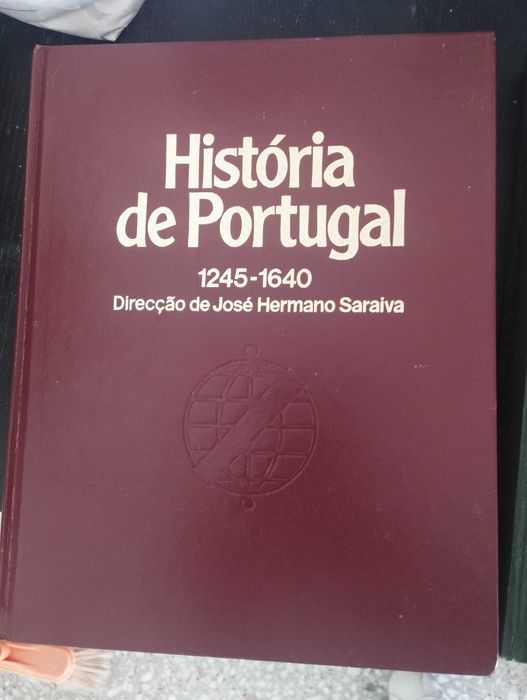 História
de Portugal
1245-1640
Direcção de José Hermano Saraiva